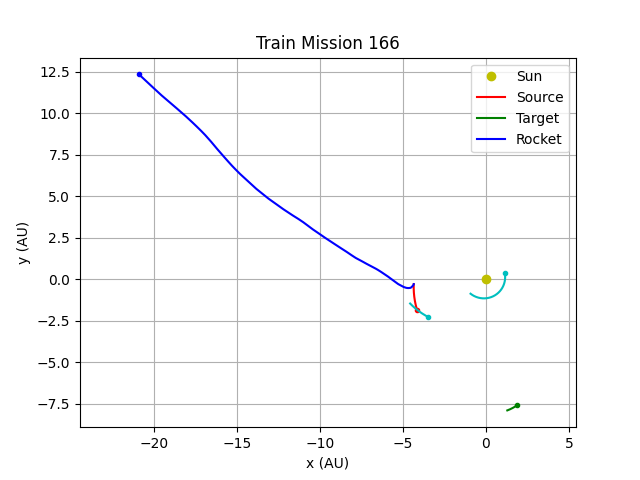 Train Mission 166
Sun
Source
Target
Rocket
12.5
10.0
7.5
5.0
2.5
0.0
−2.5
−5.0
−7.5
y (AU)
−20
−15
−10
−5
0
5
x (AU)